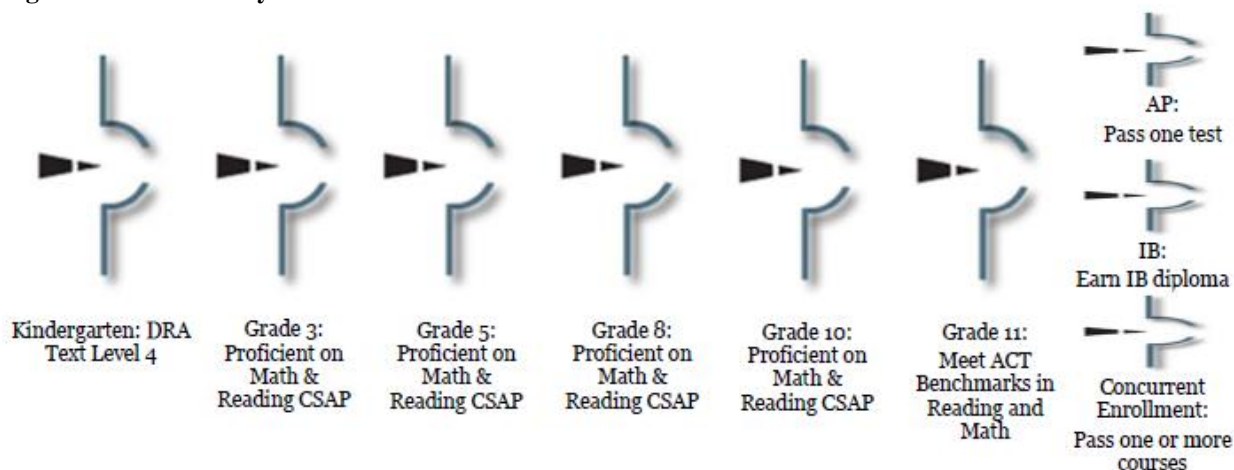 Kindergarten: DRA
Text Level 4
Grade 3:
Proficient on
Math &
Reading CSAP
Grade 5:
Proficient on
Math &
Reading CSAP
Grade 8:
Proficient on
Math &
Reading CSAP
Grade 10:
Proficient on
Math &
Reading CSAP
Grade 11:
Meet ACT
Benchmarks in
Reading and
Math
AP:
Pass one test
IB:
Earn IB diploma
Concurrent
Enrollment:
Pass one or more
courses